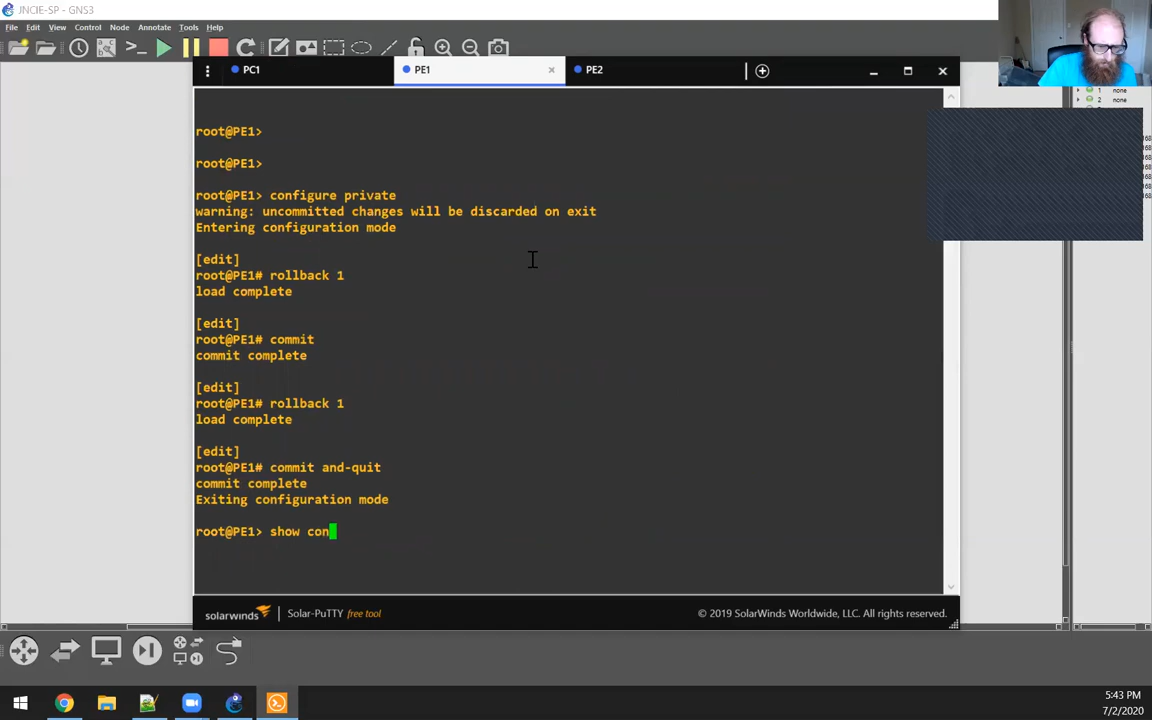 JNCIE-SP - GNS3
File Edit View Control Node Annotate Tools Help
PC1
PE1
PE2
1 none
2 none
root@PE1>
root@PE1>
root@PE1> configure private
warning: uncommitted changes will be discarded on exit
Entering configuration mode
[edit]
root@PE1# rollback 1
load complete
[edit]
root@PE1# commit
commit complete
[edit]
root@PE1# rollback 1
load complete
[edit]
root@PE1# commit and-quit
commit complete
Exiting configuration mode
root@PE1> show con
solarwinds Solar-PuTTY free tool
© 2019 SolarWinds Worldwide, LLC. All rights reserved.
5:43 PM
7/2/2020